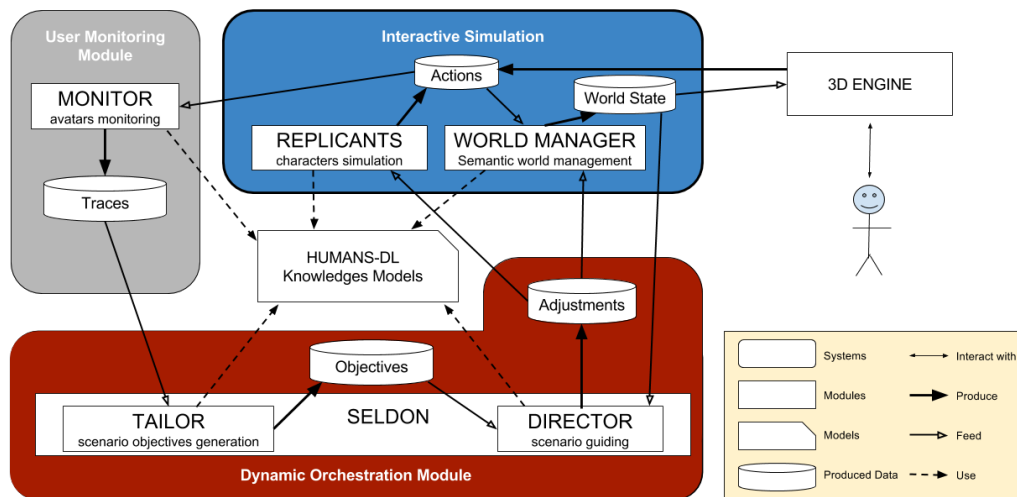 User Monitoring
Module
MONITOR
avatars monitoring
Traces
Interactive Simulation
Actions
World State
REPLICANTS
characters simulation
WORLD MANAGER
Semantic world management
3D ENGINE
HUMANS-DL
Knowledges Models
Adjustments
Objectives
SELDON
TAILOR
scenario objectives generation
DIRECTOR
scenario guiding
Dynamic Orchestration Module
Systems
Interact with
Modules
Produce
Models
Feed
Produced Data
Use